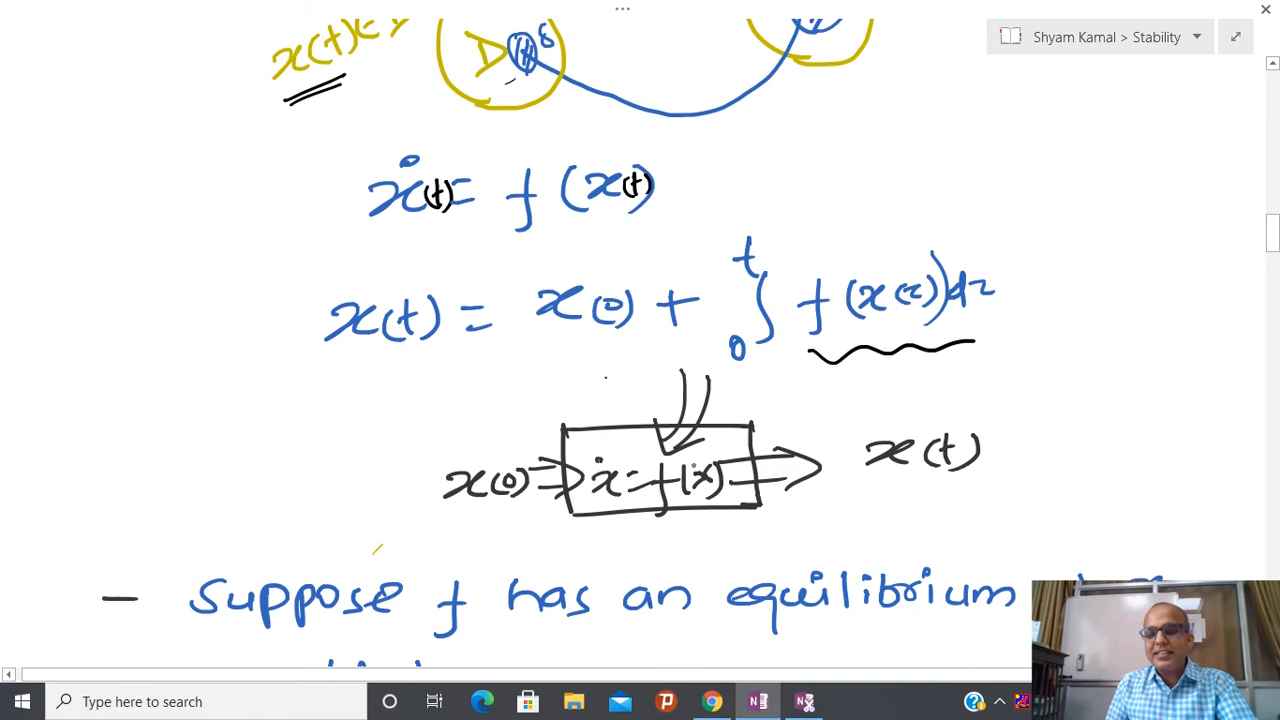 x(t)
D
δ
Shyam Kamal > Stability
ẋ(t) = f(x(t))
x(t) = x(0) + ∫₀ᵗ f(x(τ))dτ
x(0) ⇒ ẋ = f(x) ⇒ x(t)
- Suppose f has an equilibrium
Type here to search